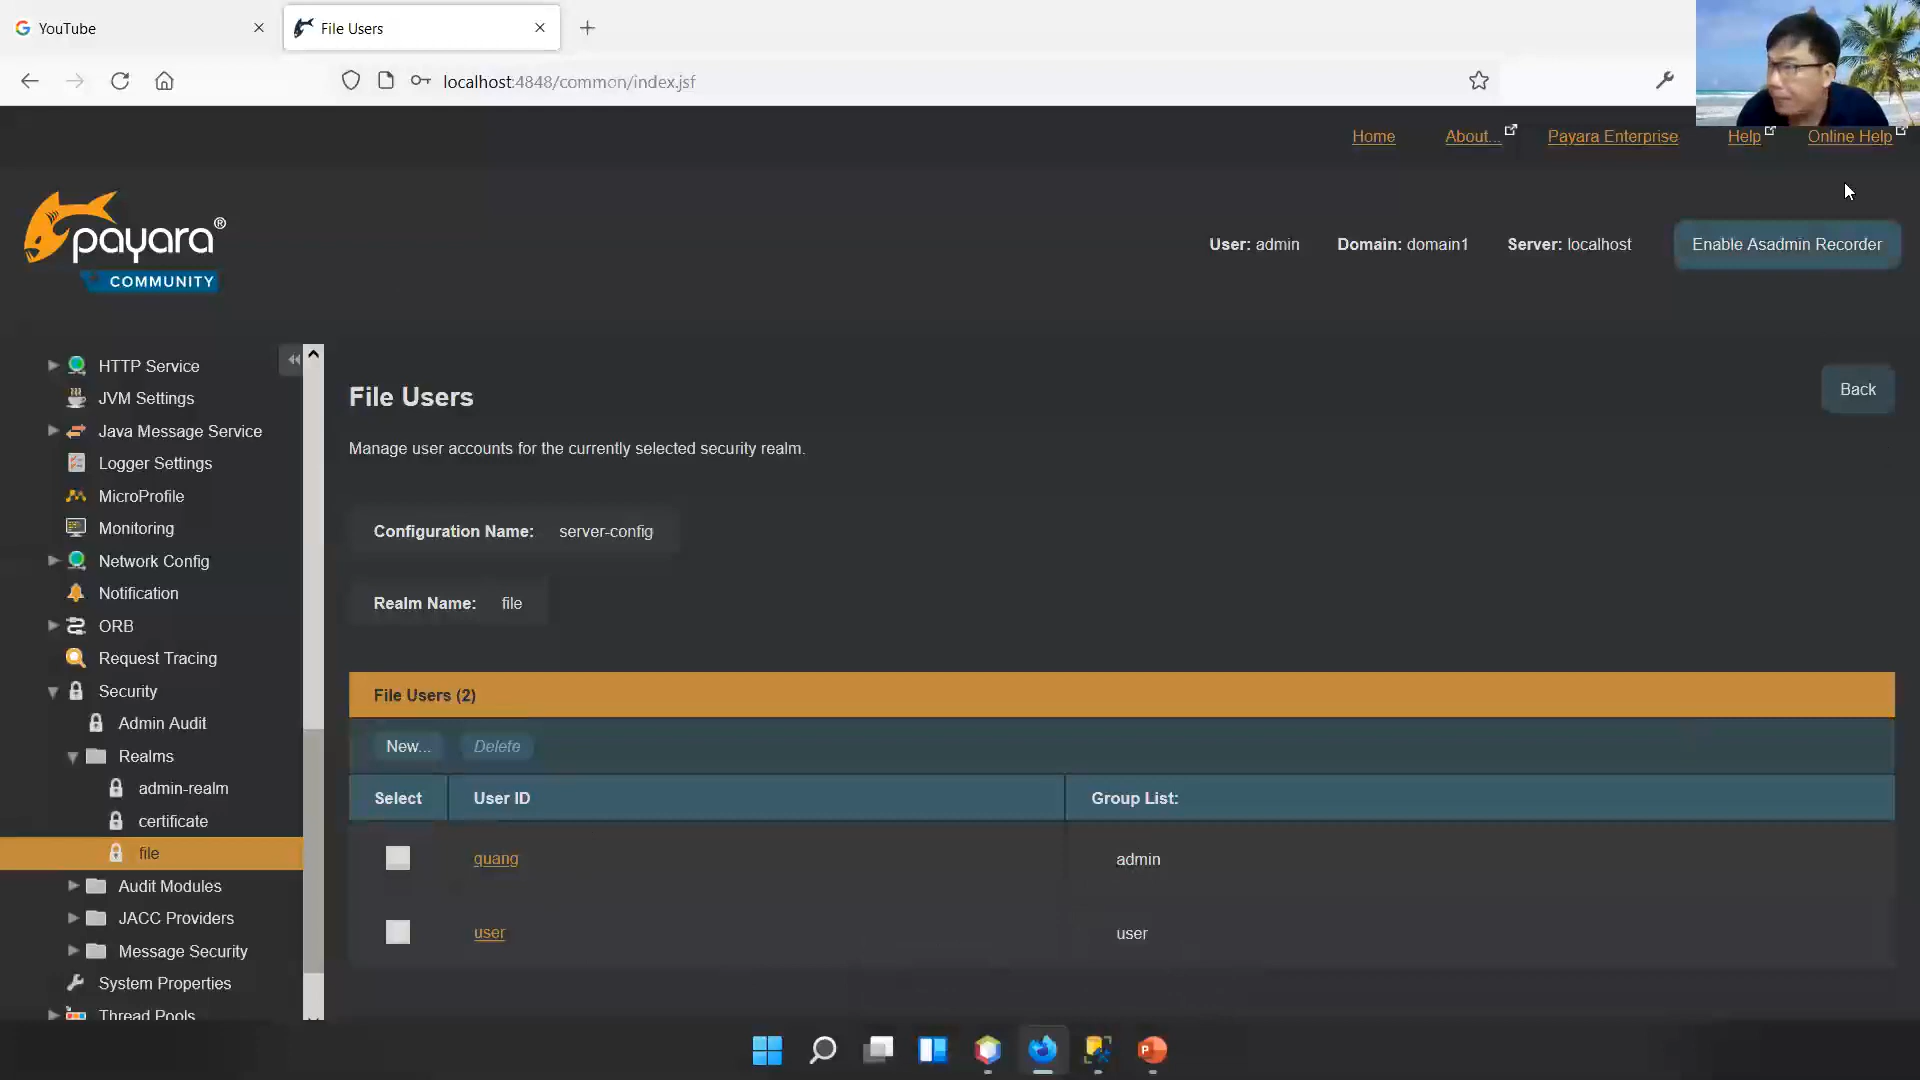 YouTube
File Users
localhost:4848/common/index.jsf
Home
About...
Payara Enterprise
Help
Online Help
payara®
COMMUNITY
User: admin
Domain: domain1
Server: localhost
Enable Asadmin Recorder
HTTP Service
JVM Settings
Java Message Service
Logger Settings
MicroProfile
Monitoring
Network Config
Notification
ORB
Request Tracing
Security
Admin Audit
Realms
admin-realm
certificate
file
Audit Modules
JACC Providers
Message Security
System Properties
Thread Pools
File Users
Back
Manage user accounts for the currently selected security realm.
Configuration Name: server-config
Realm Name: file
File Users (2)
New...
Delete
Select
User ID
Group List:
quang
admin
user
user